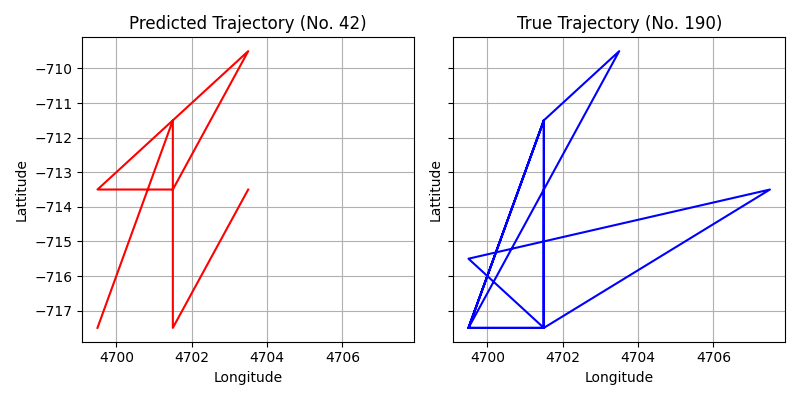 Predicted Trajectory (No. 42)
True Trajectory (No. 190)
Lattitude
−710
−711
−712
−713
−714
−715
−716
−717
4700 4702 4704 4706
Longitude
Lattitude
4700 4702 4704 4706
Longitude